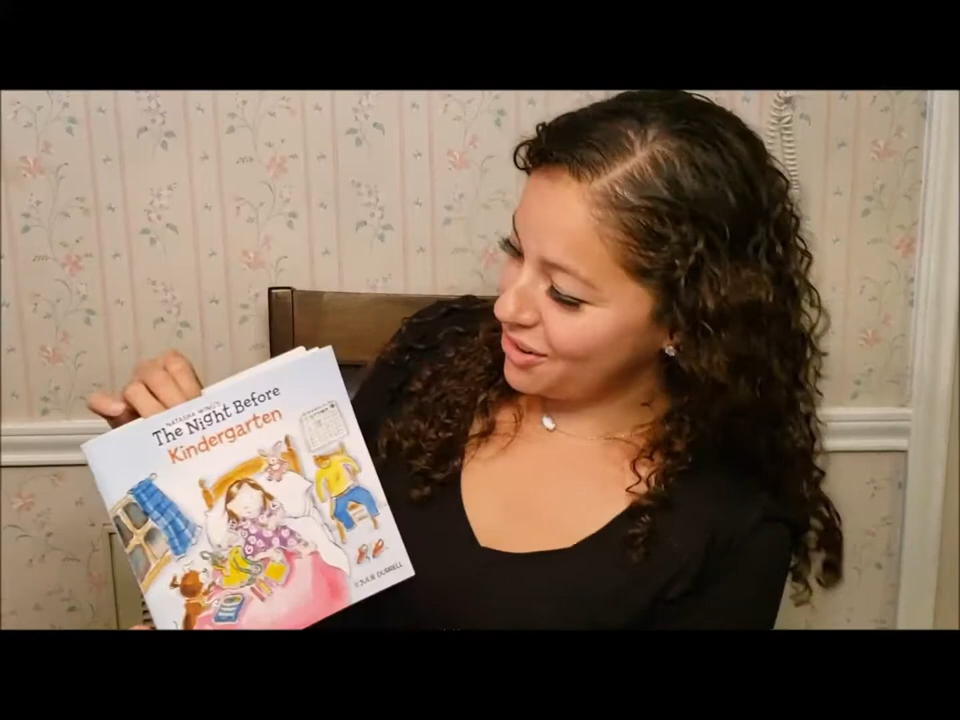 NATASHA WING'S
The Night Before
Kindergarten
JULIE DURRELL